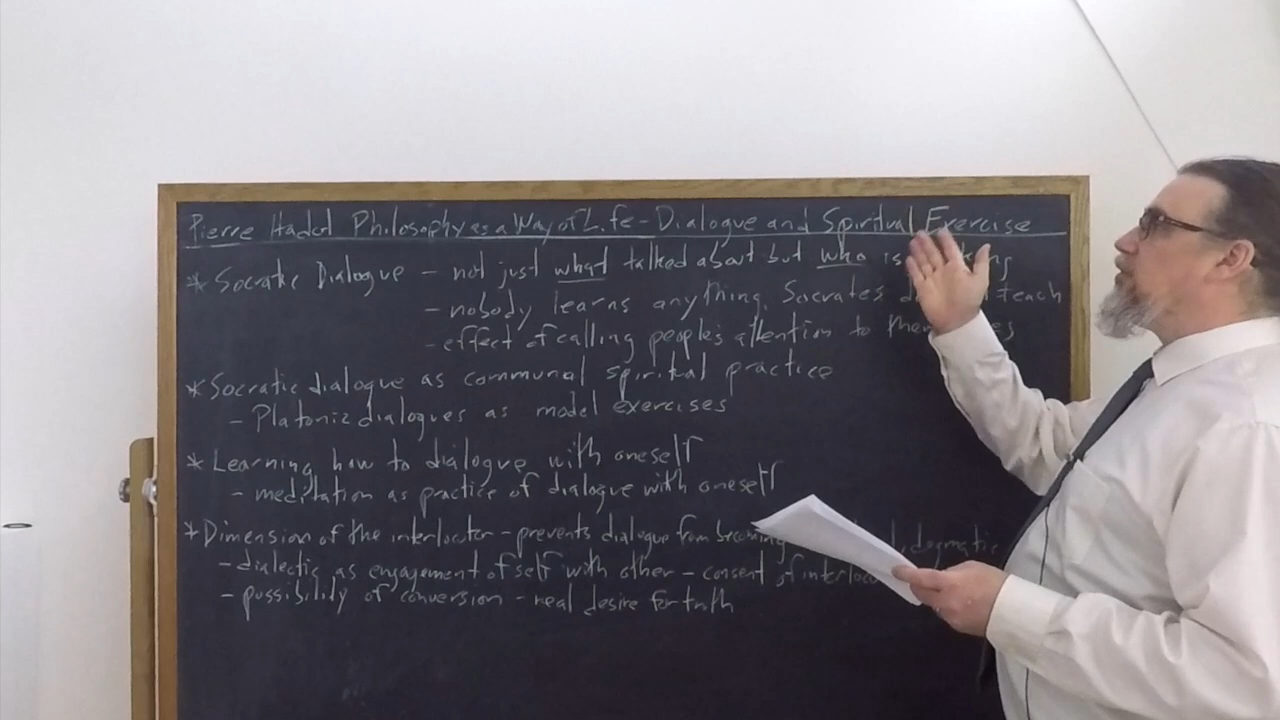 Pierre Hadot Philosophy as a Way of Life - Dialogue and Spiritual Exercise
* Socratic Dialogue - not just what talked about but who is
- nobody learns anything, Socrates teach
- effect of calling people's attention to
* Socratic dialogue as communal spiritual practice
- Platonic dialogues as model exercises
* Learning how to dialogue with oneself
- meditation as practice of dialogue with oneself
* Dimension of the interlocutor - prevents dialogue from becoming dogmatic
- dialectic as engagement of self with other - consent of
- possibility of conversion - real desire for truth